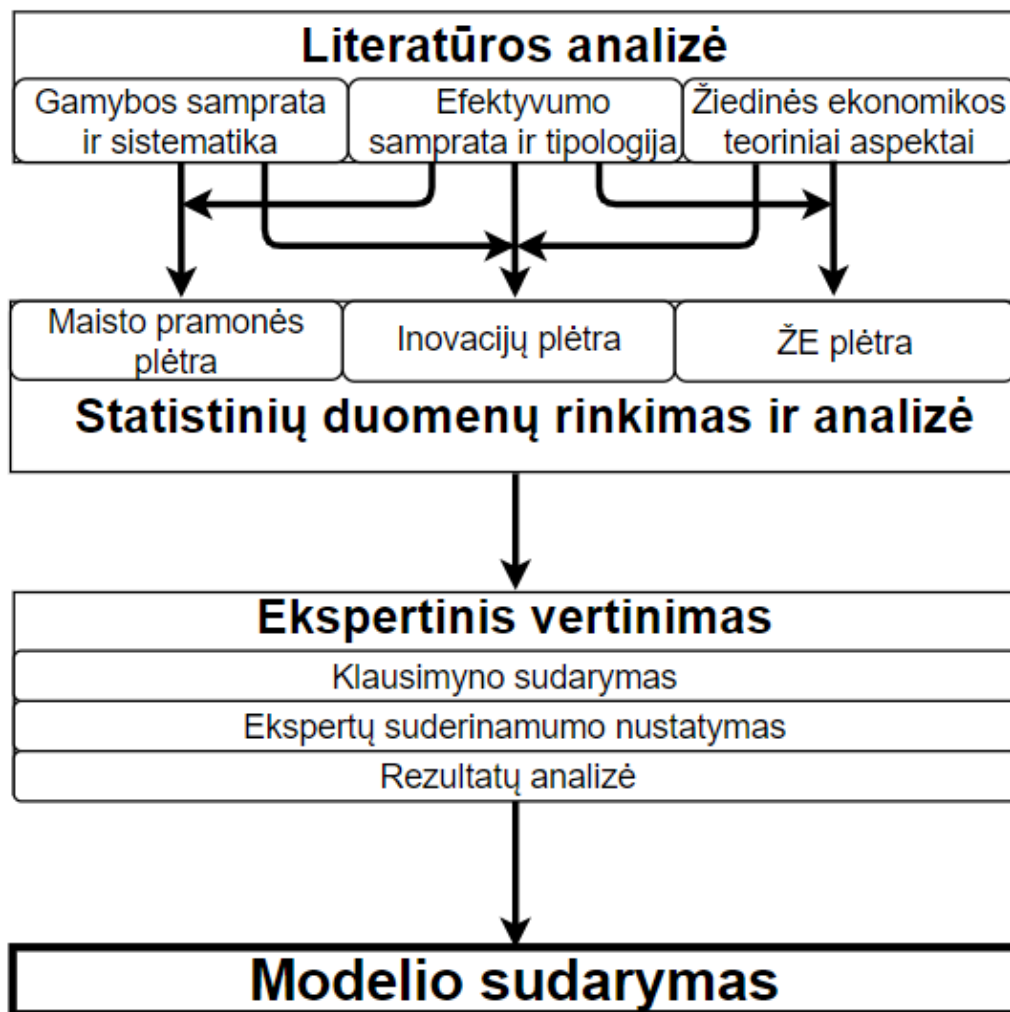 Literatūros analizė
Gamybos samprata
ir sistematika
Efektyvumo
samprata ir tipologija
Žiedinės ekonomikos
teoriniai aspektai
Maisto pramonės
plėtra
Inovacijų plėtra
ŽE plėtra
Statistinių duomenų rinkimas ir analizė
Ekspertinis vertinimas
Klausimyno sudarymas
Ekspertų suderinamumo nustatymas
Rezultatų analizė
Modelio sudarymas